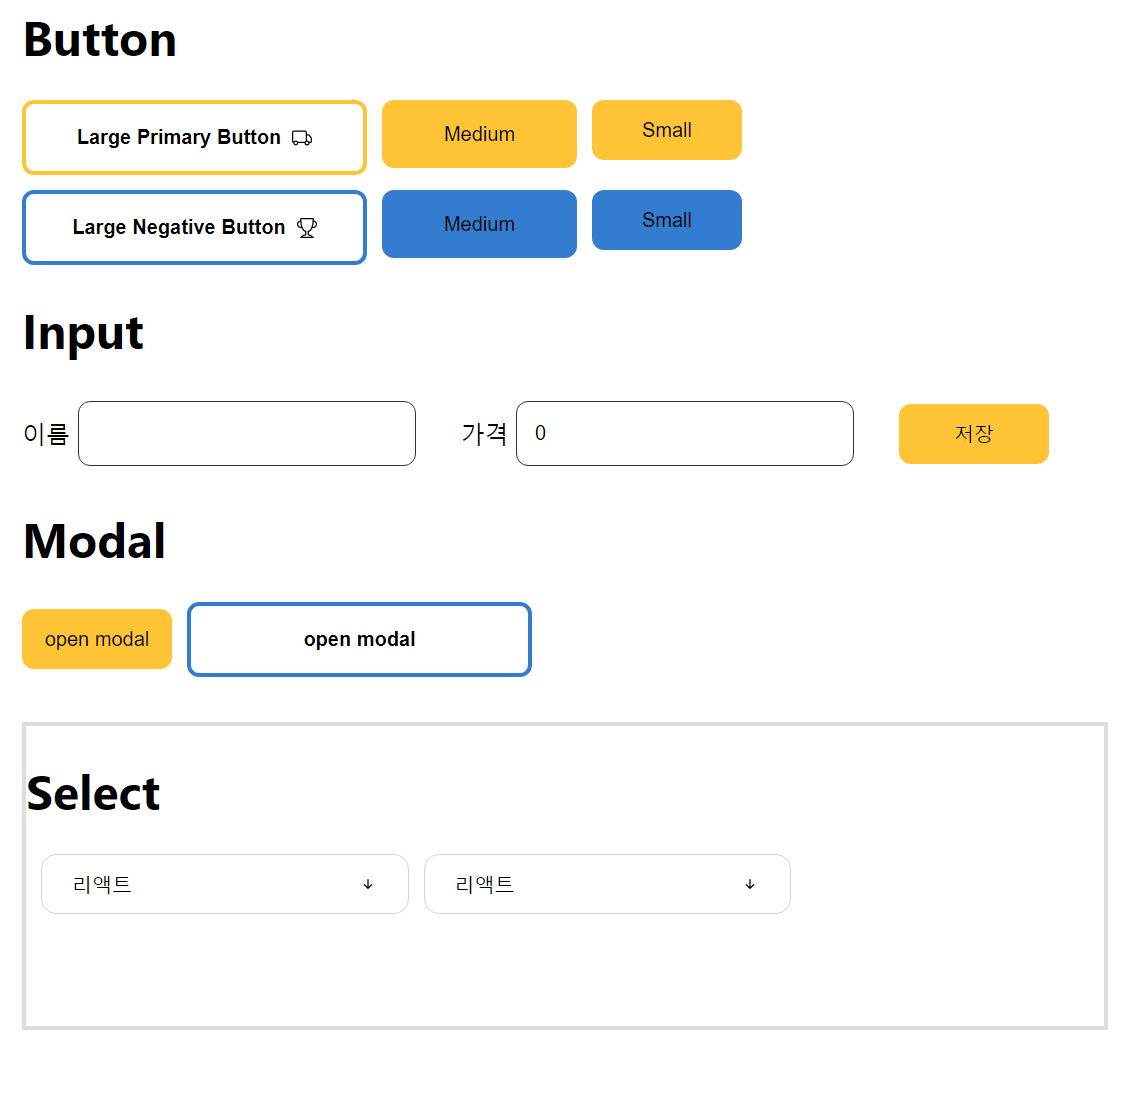 Button
Large Primary Button Medium Small
Large Negative Button Medium Small
Input
이름 가격 0 저장
Modal
open modal open modal
Select
리액트 리액트